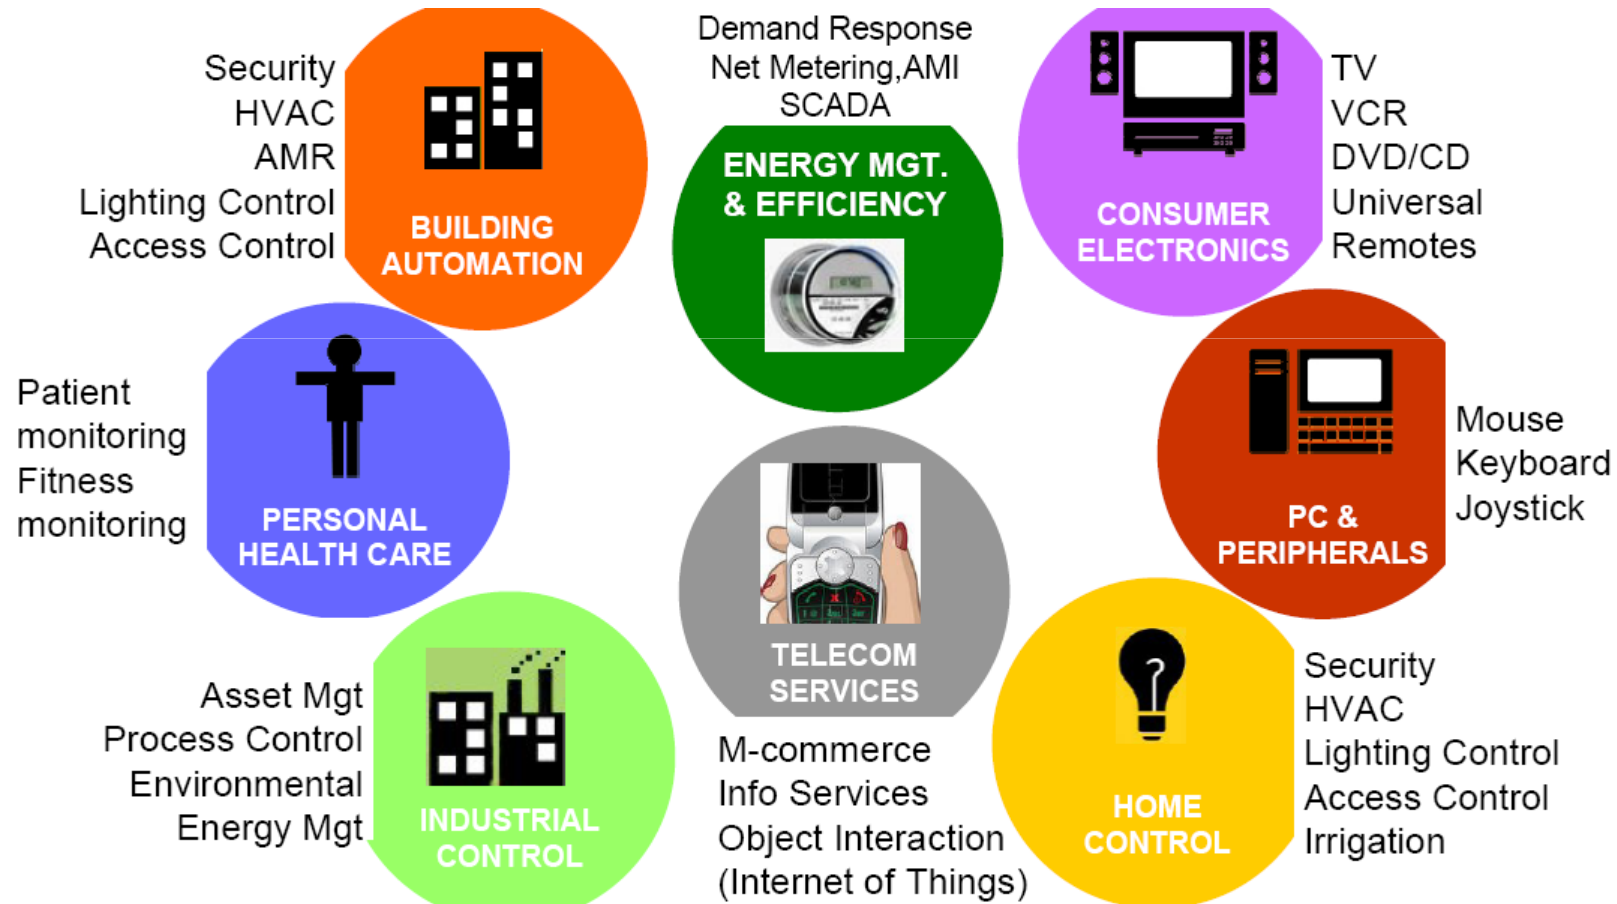 Security
HVAC
AMR
Lighting Control
Access Control
BUILDING
AUTOMATION
Demand Response
Net Metering,AMI
SCADA
ENERGY MGT.
& EFFICIENCY
CONSUMER
ELECTRONICS
TV
VCR
DVD/CD
Universal
Remotes
Patient
monitoring
Fitness
monitoring
PERSONAL
HEALTH CARE
TELECOM
SERVICES
M-commerce
Info Services
Object Interaction
(Internet of Things)
PC &
PERIPHERALS
Mouse
Keyboard
Joystick
Asset Mgt
Process Control
Environmental
Energy Mgt
INDUSTRIAL
CONTROL
HOME
CONTROL
Security
HVAC
Lighting Control
Access Control
Irrigation